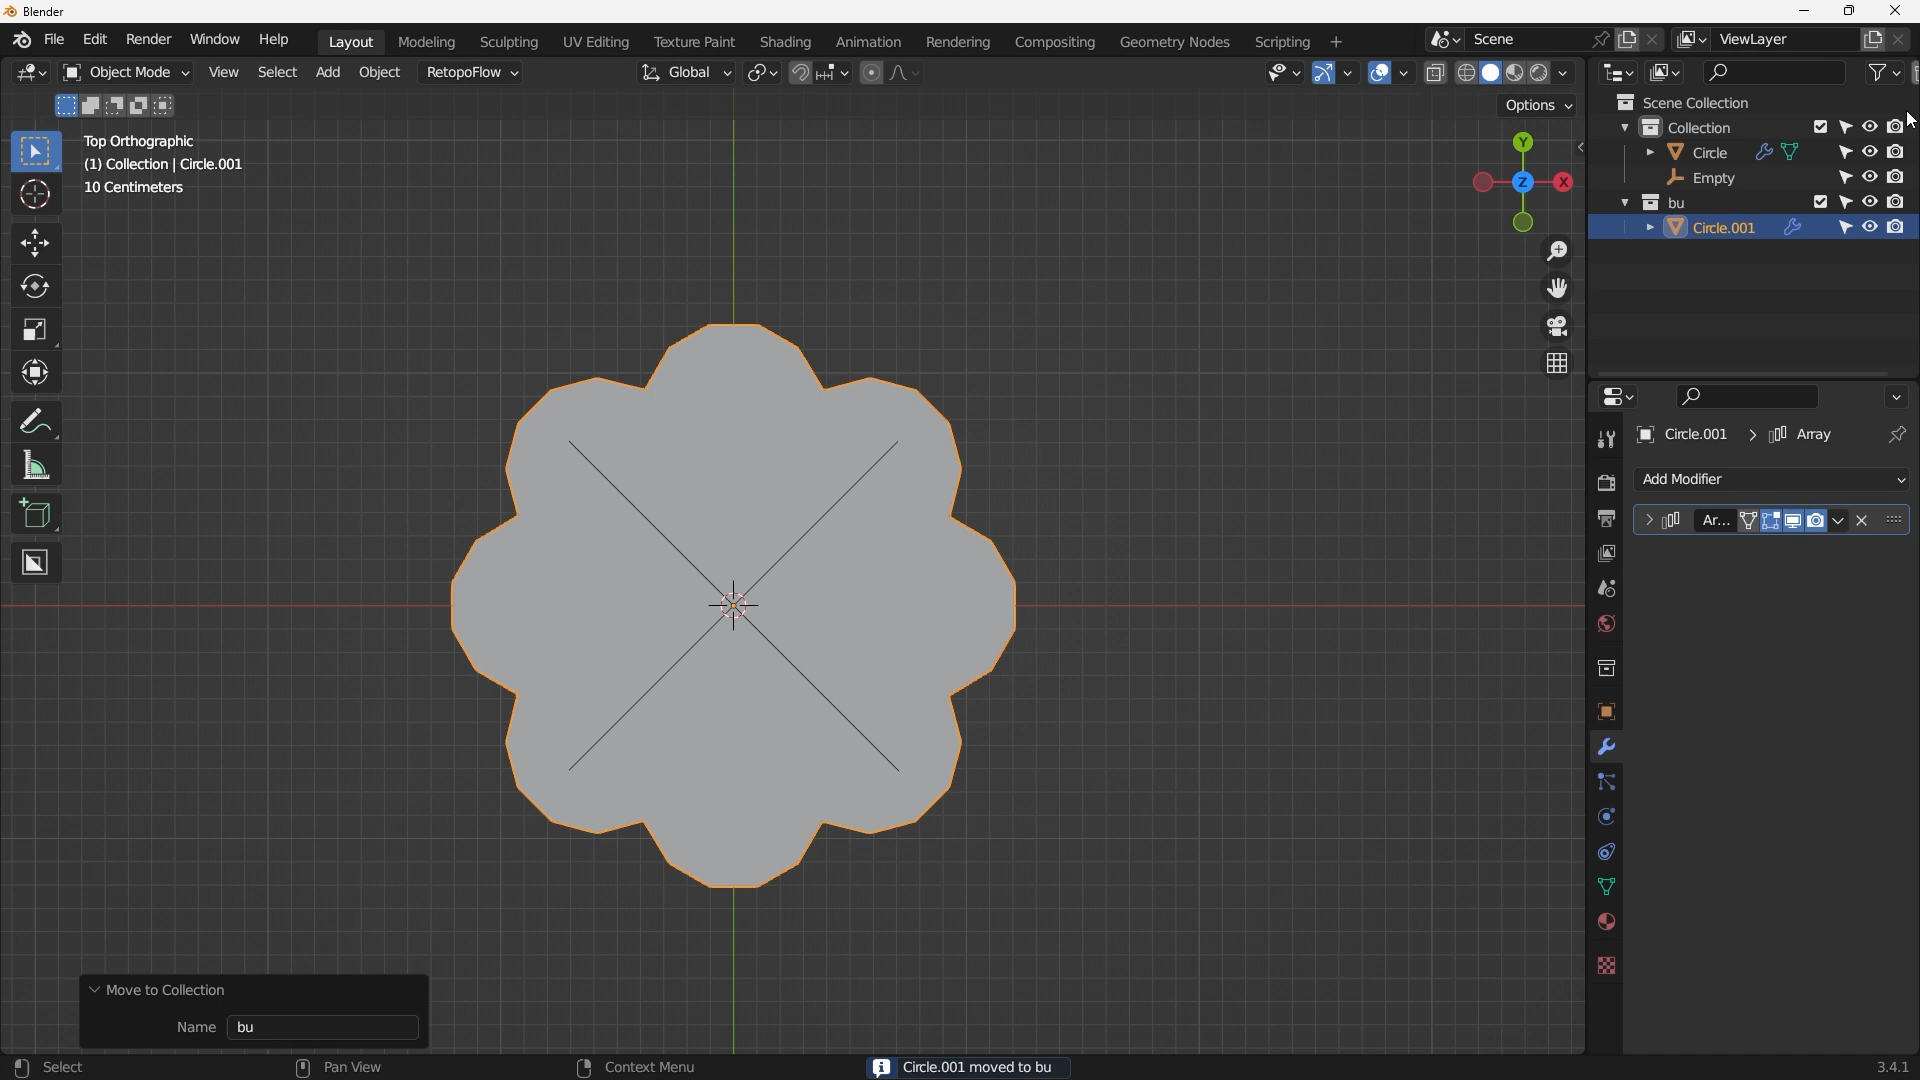 Blender
File Edit Render Window Help Layout Modeling Sculpting UV Editing Texture Paint Shading Animation Rendering Compositing Geometry Nodes Scripting + Scene ViewLayer
Object Mode View Select Add Object RetopoFlow Global
Options
Top Orthographic
(1) Collection | Circle.001
10 Centimeters
Y
X
Z
Scene Collection
Collection
Circle
Empty
bu
Circle.001
Circle.001 > Array
Add Modifier
Ar...
Move to Collection
Name bu
Select Pan View Context Menu Circle.001 moved to bu 3.4.1